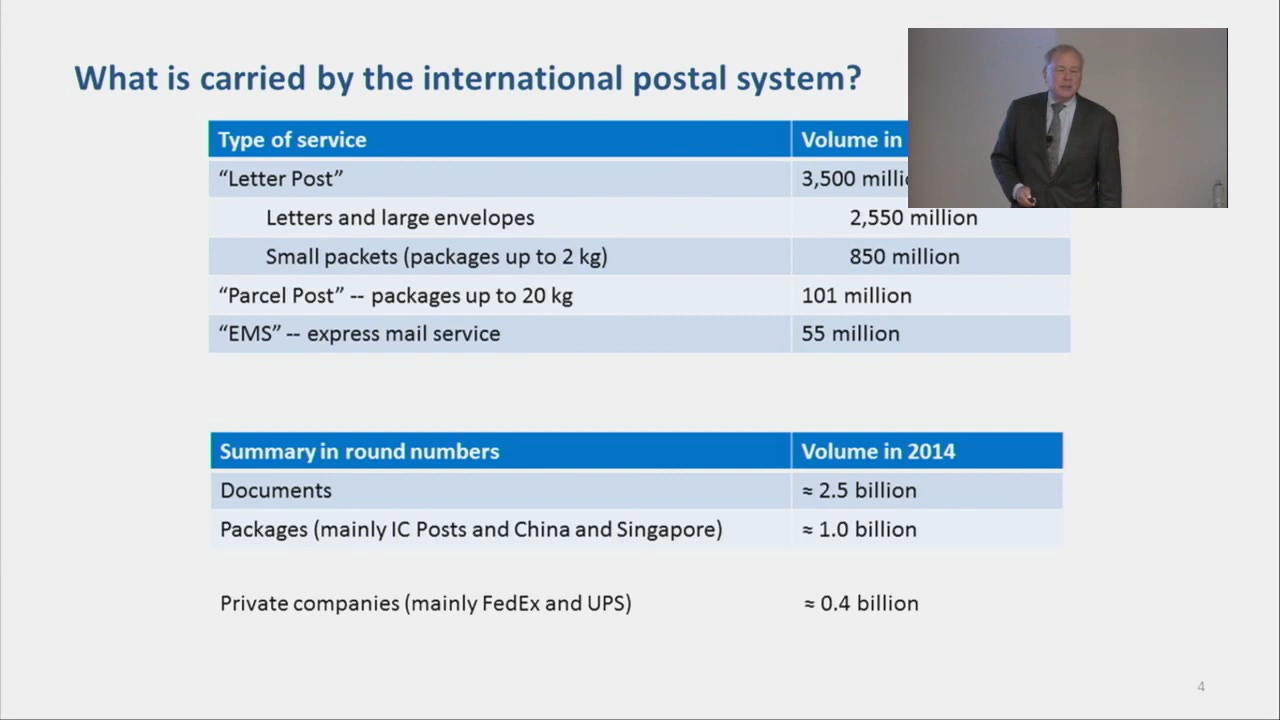 What is carried by the international postal system?
Type of service Volume in
“Letter Post” 3,500
Letters and large envelopes 2,550 million
Small packets (packages up to 2 kg) 850 million
“Parcel Post” -- packages up to 20 kg 101 million
“EMS” -- express mail service 55 million
Summary in round numbers Volume in 2014
Documents ≈ 2.5 billion
Packages (mainly IC Posts and China and Singapore) ≈ 1.0 billion
Private companies (mainly FedEx and UPS) ≈ 0.4 billion
4